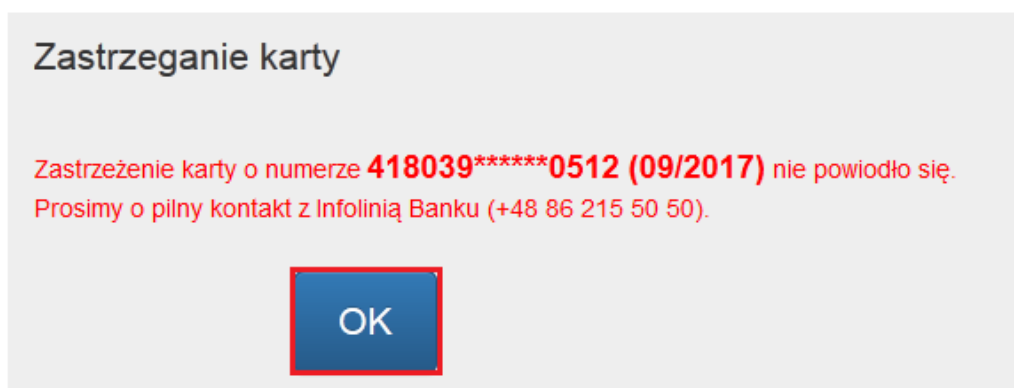 Zastrzeganie karty
Zastrzeżenie karty o numerze 418039******0512 (09/2017) nie powiodło się.
Prosimy o pilny kontakt z Infolinią Banku (+48 86 215 50 50).
OK